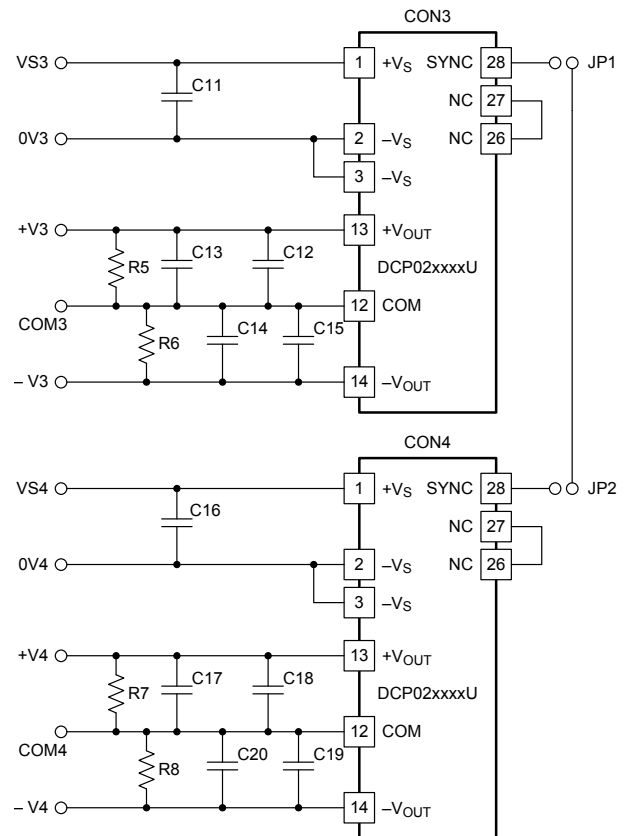 CON3
VS3 1 +VS SYNC 28 JP1
C11
NC 27
0V3 2 –VS NC 26
3 –VS
+V3 13 +VOUT
R5 C13 C12 DCP02xxxxU
COM3 12 COM
R6 C14 C15
– V3 14 –VOUT
CON4
VS4 1 +VS SYNC 28 JP2
C16
NC 27
0V4 2 –VS NC 26
3 –VS
+V4 13 +VOUT
R7 C17 C18 DCP02xxxxU
COM4 12 COM
R8 C20 C19
– V4 14 –VOUT